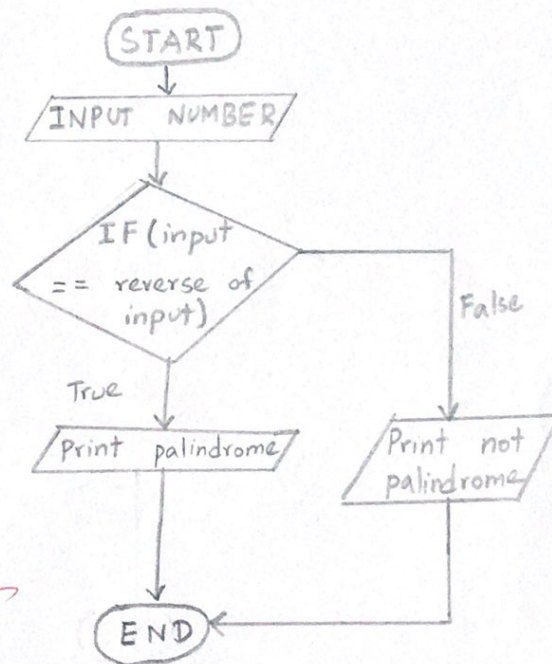 START
INPUT NUMBER
IF (input
== reverse of
input)
False
True
Print palindrome
Print not
palindrome
END